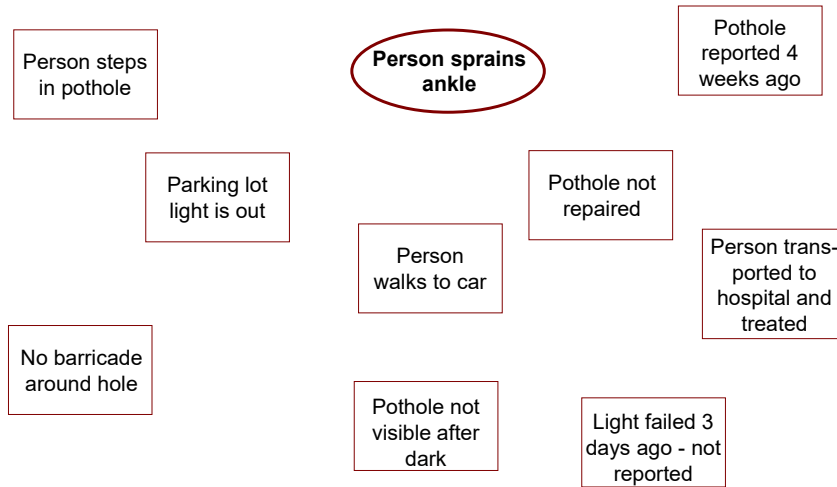 Person steps
in pothole
Person sprains
ankle
Pothole
reported 4
weeks ago
Parking lot
light is out
Pothole not
repaired
Person
walks to car
Person trans-
ported to
hospital and
treated
No barricade
around hole
Pothole not
visible after
dark
Light failed 3
days ago - not
reported